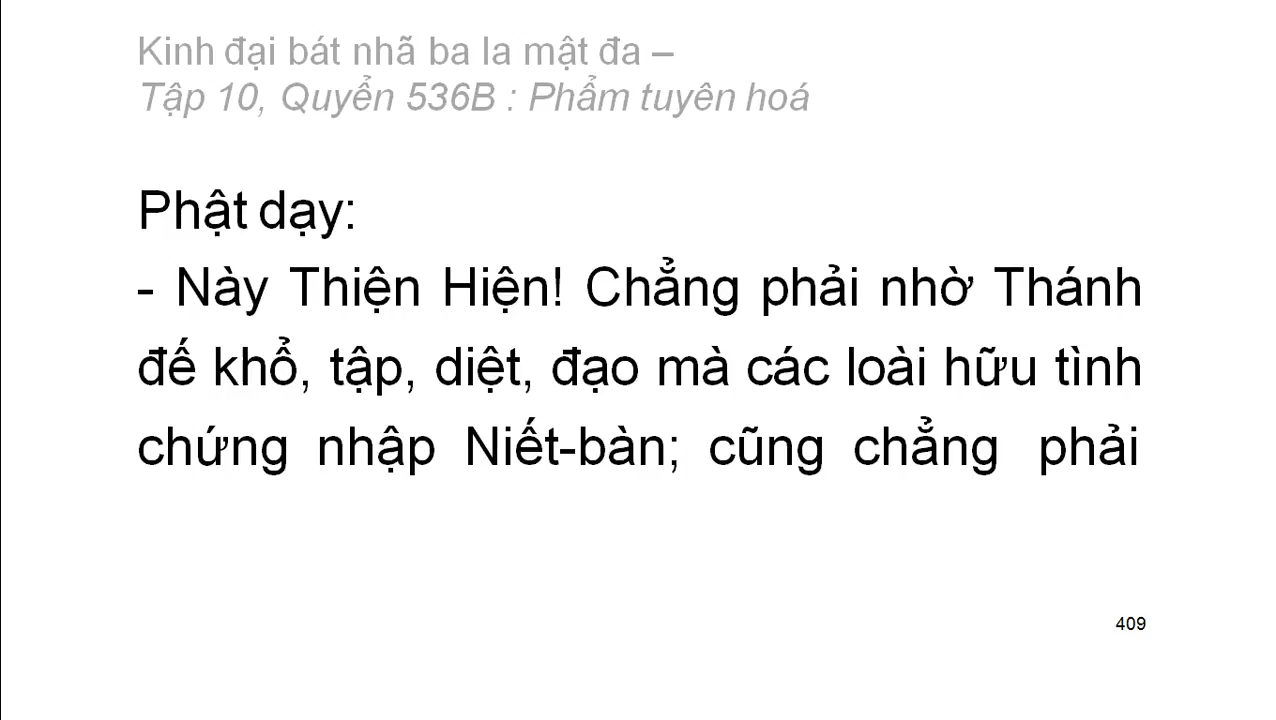 Kinh đại bát nhã ba la mật đa –
Tập 10, Quyển 536B : Phẩm tuyên hoá
Phật dạy:
- Này Thiện Hiện! Chẳng phải nhờ Thánh
đế khổ, tập, diệt, đạo mà các loài hữu tình
chứng nhập Niết-bàn; cũng chẳng phải
409